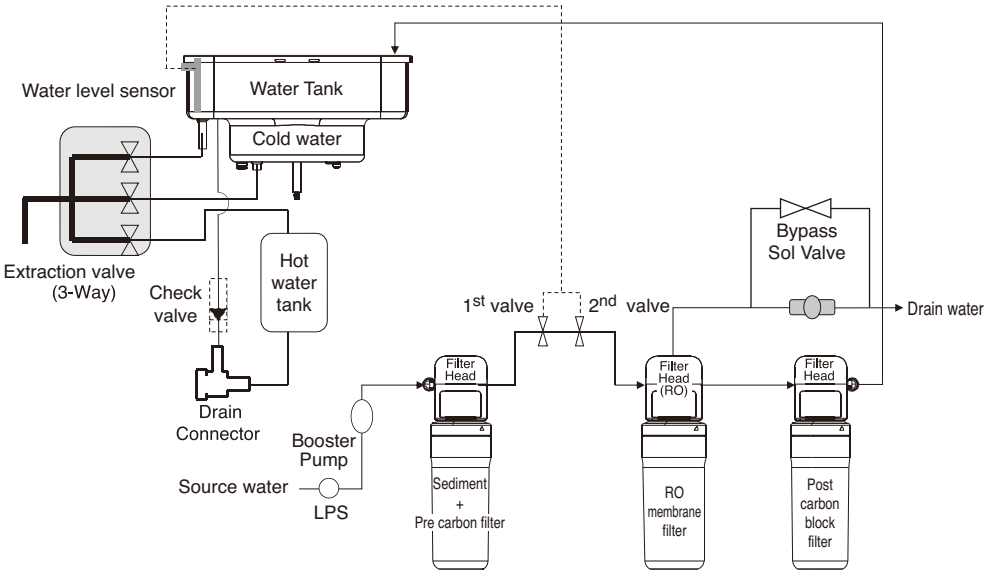 Water level sensor
Water Tank
Cold water
Extraction valve
(3-Way)
Check
valve
Hot
water
tank
Drain
Connector
Bypass
Sol Valve
1st valve
2nd valve
Drain water
Filter
Head
Filter
Head
(RO)
Filter
Head
Booster
Pump
Source water
LPS
Sediment
+
Pre carbon filter
RO
membrane
filter
Post
carbon
block
filter